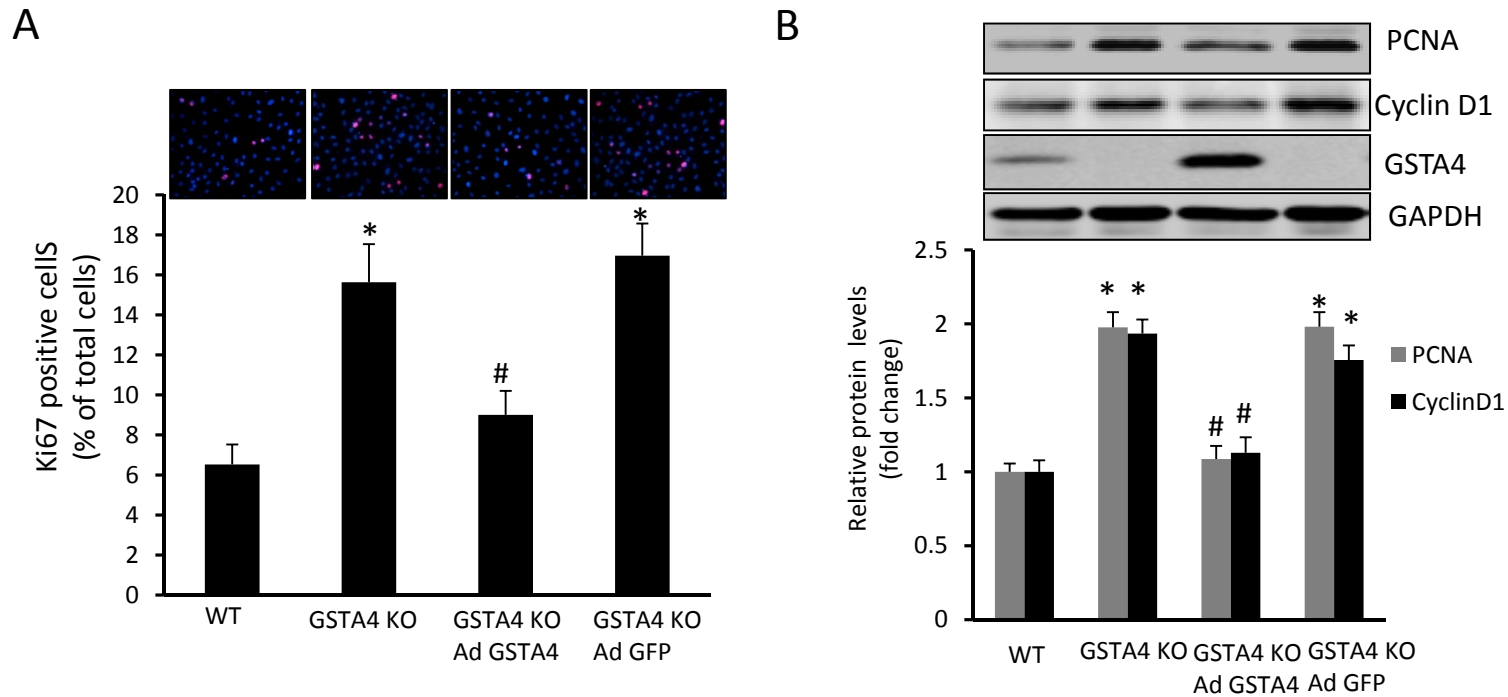 A
20
18
16
14
12
10
8
6
4
2
0
Ki67 positive cellS
(% of total cells)
*
#
*
WT
GSTA4 KO
GSTA4 KO
Ad GSTA4
GSTA4 KO
Ad GFP
B
PCNA
Cyclin D1
GSTA4
GAPDH
2.5
2
1.5
1
0.5
0
Relative protein levels
(fold change)
* *
# #
* *
PCNA
CyclinD1
WT
GSTA4 KO
GSTA4 KO
Ad GSTA4
GSTA4 KO
Ad GFP